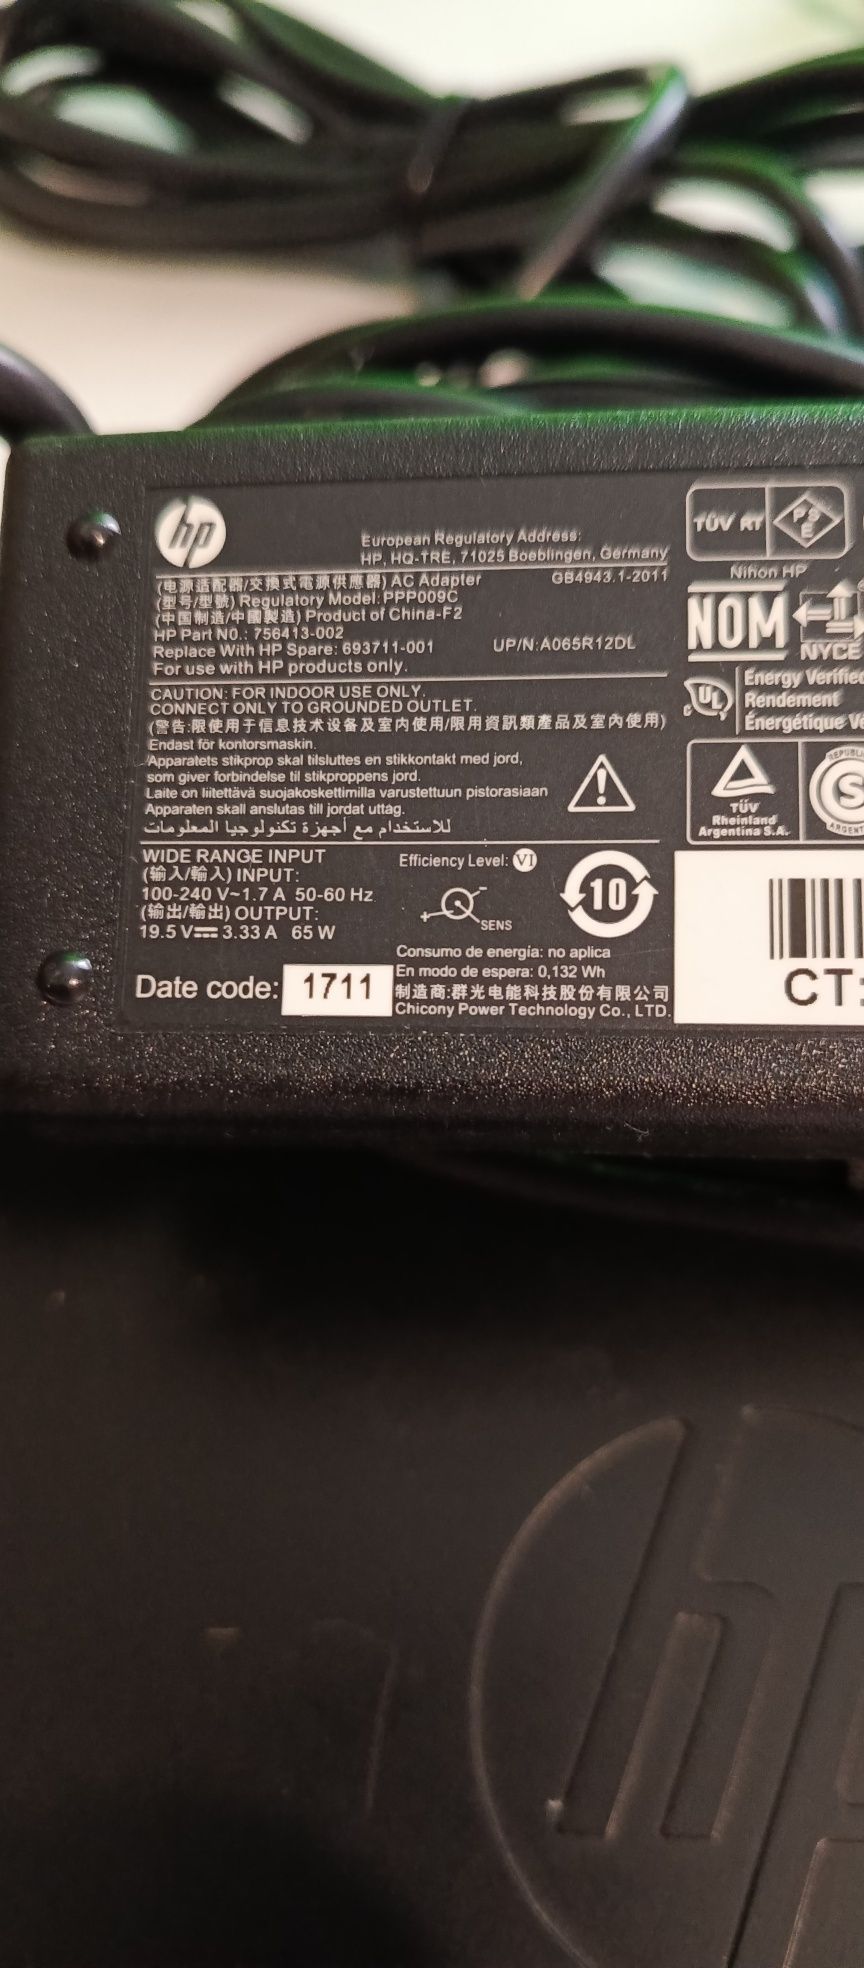 hp
European Regulatory Address:
HP, HQ-TRE, 71025 Boeblingen, Germany
(电源适配器/交換式電源供應器) AC Adapter GB4943.1-2011
(型号/型號) Regulatory Model: PPP009C
(中国制造/中國製造) Product of China-F2
HP Part NO.: 756413-002
Replace With HP Spare: 693711-001 UP/N:A065R12DL
For use with HP products only.
CAUTION: FOR INDOOR USE ONLY.
CONNECT ONLY TO GROUNDED OUTLET.
(警告:限使用于信息技术设备及室内使用/限用資訊類產品及室內使用)
Endast för kontorsmaskin.
Apparatets stikprop skal tilsluttes en stikkontakt med jord,
som giver forbindelse til stikproppens jord.
Laite on liitettävä suojakoskettimilla varustettuun pistorasiaan
Apparaten skall anslutas till jordat uttag.
للاستخدام مع أجهزة تكنولوجيا المعلومات
WIDE RANGE INPUT
(输入/輸入) INPUT:
100-240 V~1.7 A 50-60 Hz
(输出/輸出) OUTPUT:
19.5 V⎓ 3.33 A 65 W
Date code: 1711
Efficiency Level: VI
SENS
10
Consumo de energía: no aplica
En modo de espera: 0,132 Wh
制造商:群光电能科技股份有限公司
Chicony Power Technology Co., LTD.
TÜV RT
PSE
Nifion HP
NOM
NYCE
UL
Energy Verified
Rendement
Énergétique
TÜV
Rheinland
Argentina S.A.
S
CT:
hp